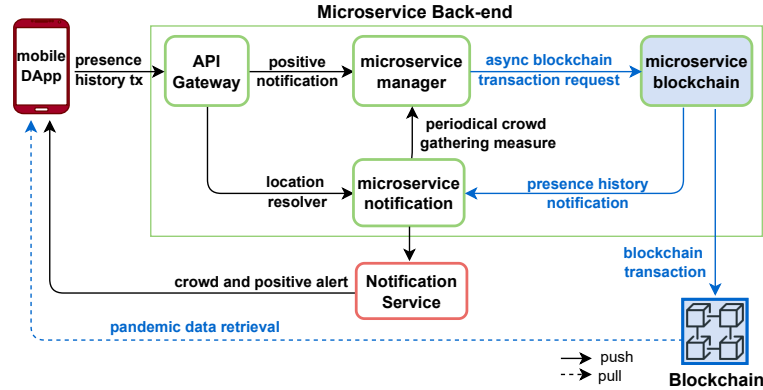 Microservice Back-end
mobile
DApp
presence
history tx
API
Gateway
positive
notification
microservice
manager
async blockchain
transaction request
microservice
blockchain
periodical crowd
gathering measure
location
resolver
microservice
notification
presence history
notification
blockchain
transaction
crowd and positive alert
Notification
Service
pandemic data retrieval
push
pull
Blockchain